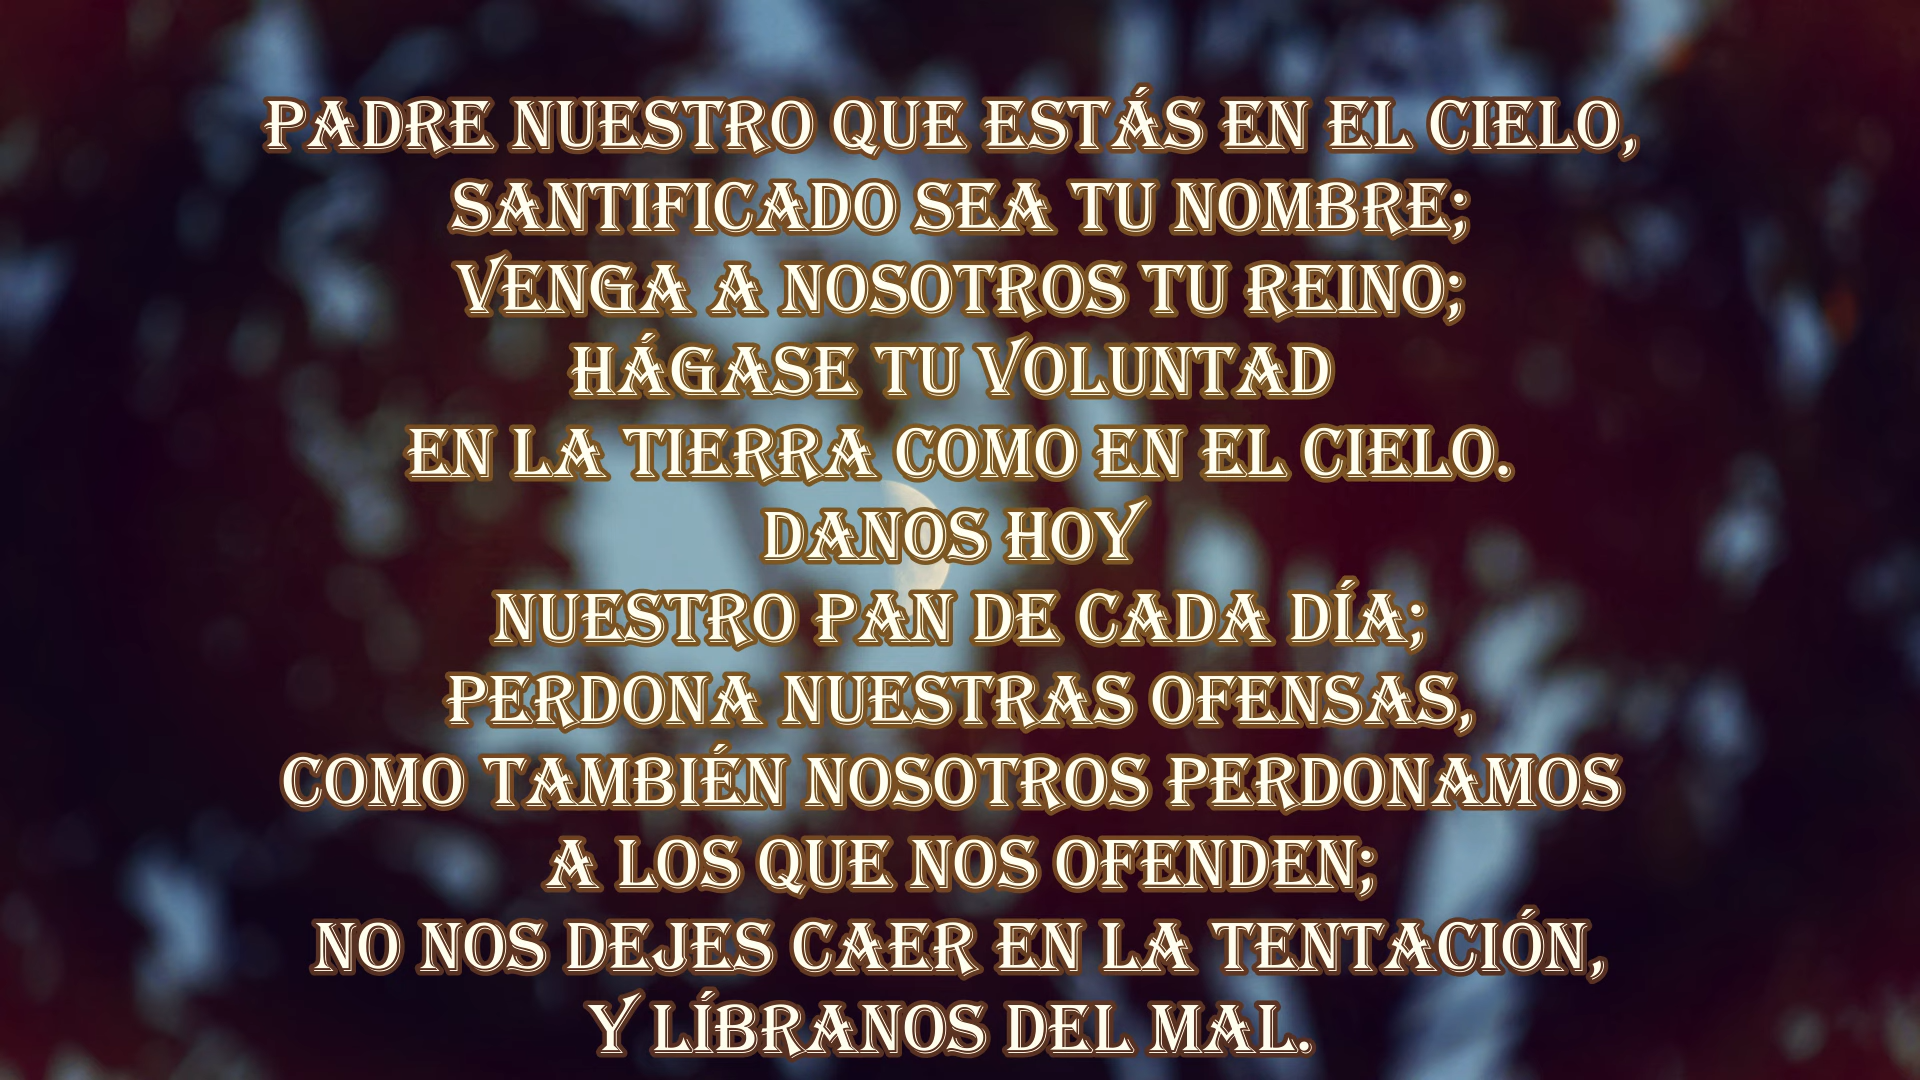 PADRE NUESTRO QUE ESTÁS EN EL CIELO,
SANTIFICADO SEA TU NOMBRE;
VENGA A NOSOTROS TU REINO;
HÁGASE TU VOLUNTAD
EN LA TIERRA COMO EN EL CIELO.
DANOS HOY
NUESTRO PAN DE CADA DÍA;
PERDONA NUESTRAS OFENSAS,
COMO TAMBIÉN NOSOTROS PERDONAMOS
A LOS QUE NOS OFENDEN;
NO NOS DEJES CAER EN LA TENTACIÓN,
Y LÍBRANOS DEL MAL.